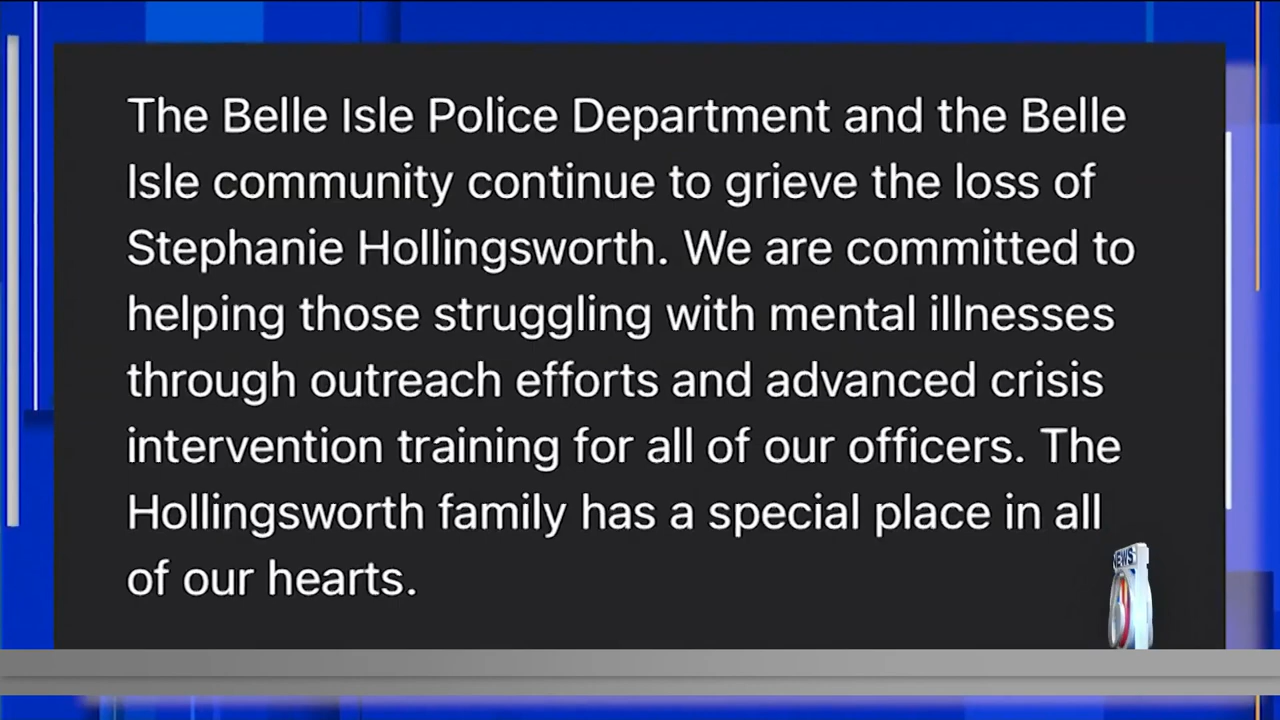 The Belle Isle Police Department and the Belle
Isle community continue to grieve the loss of
Stephanie Hollingsworth. We are committed to
helping those struggling with mental illnesses
through outreach efforts and advanced crisis
intervention training for all of our officers. The
Hollingsworth family has a special place in all
of our hearts.
NEWS